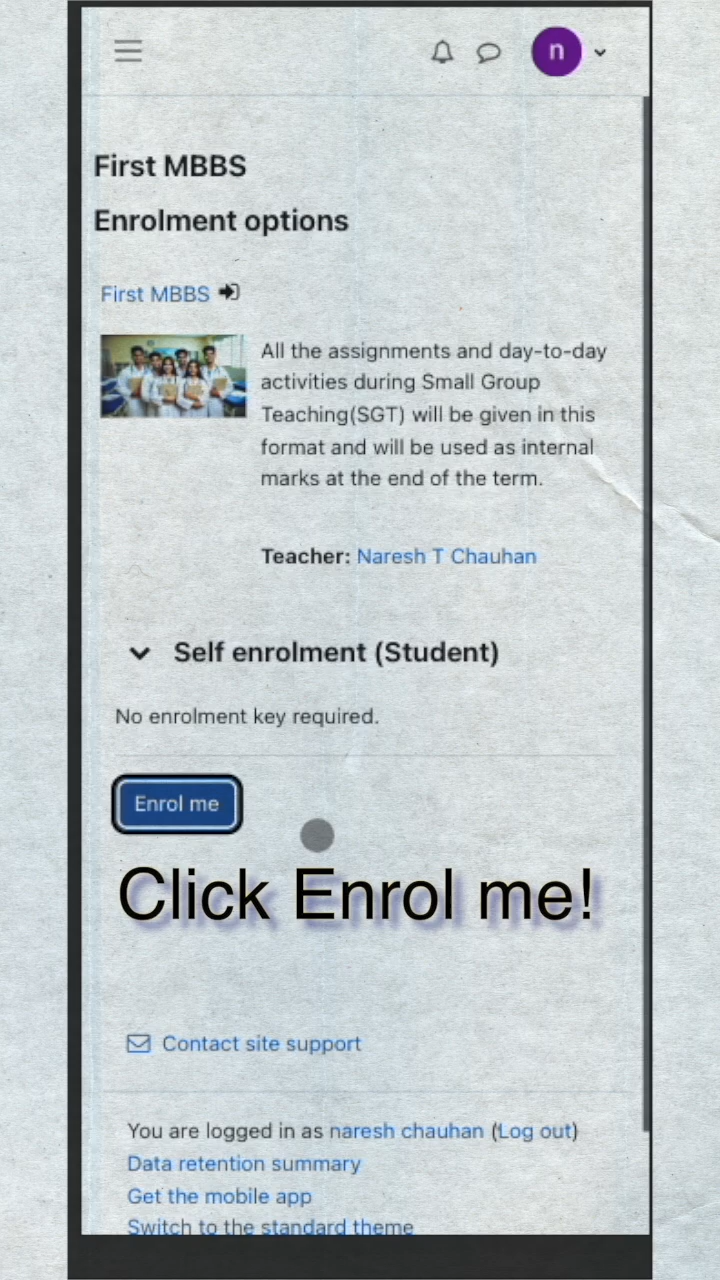 n
First MBBS
Enrolment options
First MBBS
All the assignments and day-to-day
activities during Small Group
Teaching(SGT) will be given in this
format and will be used as internal
marks at the end of the term.
Teacher: Naresh T Chauhan
Self enrolment (Student)
No enrolment key required.
Enrol me
Click Enrol me!
Contact site support
You are logged in as naresh chauhan (Log out)
Data retention summary
Get the mobile app
Switch to the standard theme